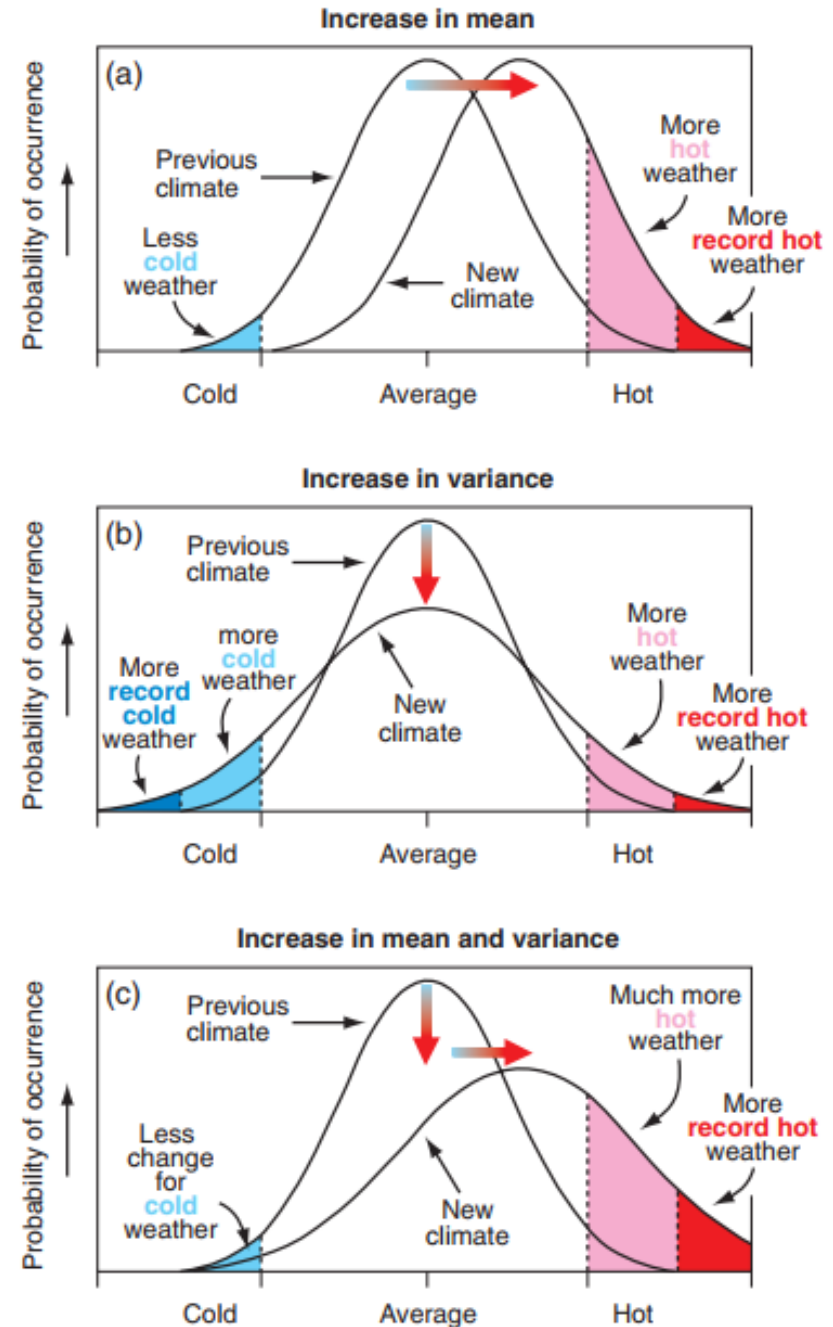 Increase in mean
(a)
Probability of occurrence
Previous
climate
Less
cold
weather
New
climate
More
hot
weather
More
record hot
weather
Cold
Average
Hot
Increase in variance
(b)
Probability of occurrence
Previous
climate
more
cold
weather
More
record
cold
weather
New
climate
More
hot
weather
More
record hot
weather
Cold
Average
Hot
Increase in mean and variance
(c)
Probability of occurrence
Previous
climate
Less
change
for
cold
weather
New
climate
Much more
hot
weather
More
record hot
weather
Cold
Average
Hot